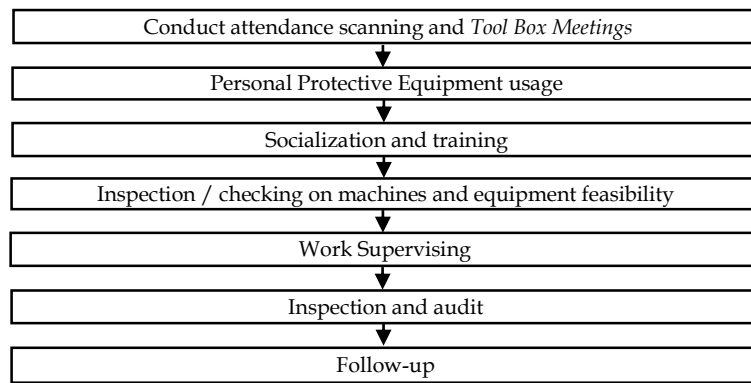 Conduct attendance scanning and Tool Box Meetings
Personal Protective Equipment usage
Socialization and training
Inspection / checking on machines and equipment feasibility
Work Supervising
Inspection and audit
Follow-up